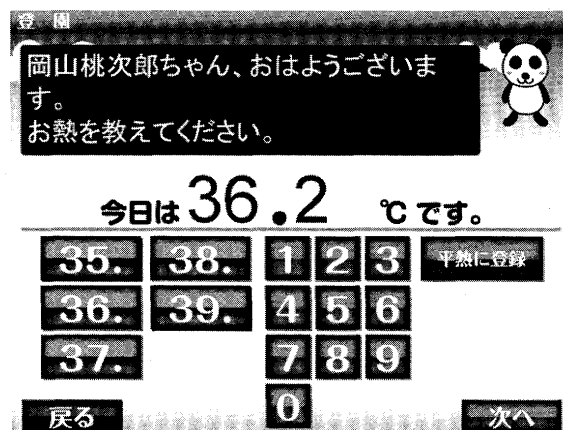 登 園
岡山桃次郎ちゃん、おはようございま
す。
お熱を教えてください。
今日は 36.2 ℃ です。
35. 38. 1 2 3 平熱に登録
36. 39. 4 5 6
37. 7 8 9
戻る 0 次へ